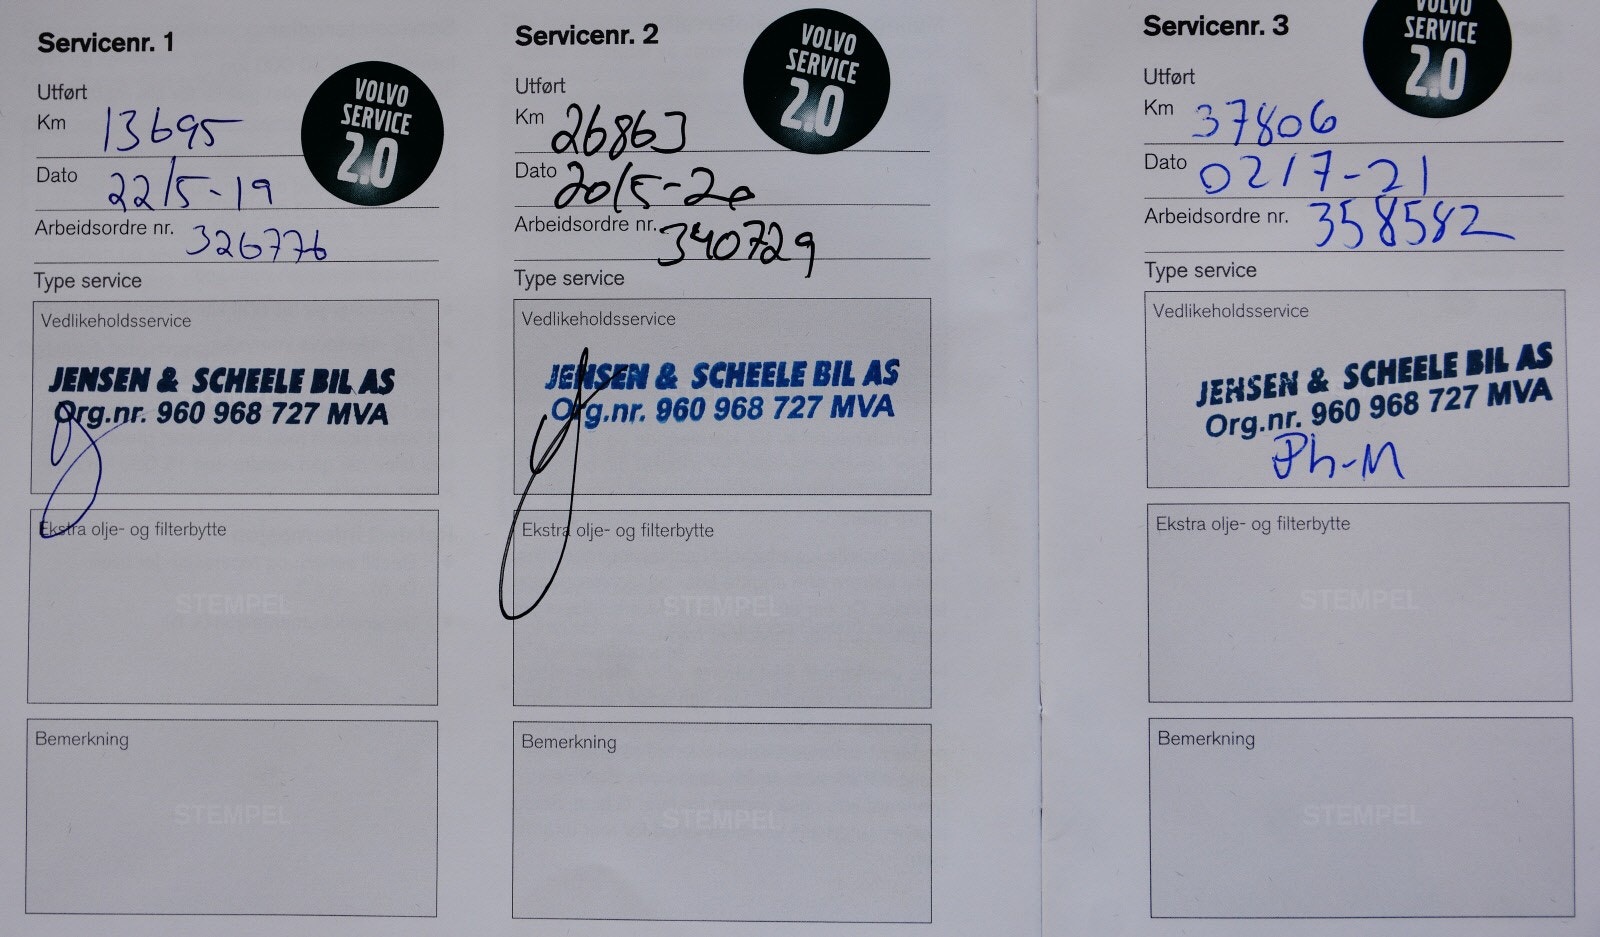 Servicenr. 1
VOLVO
SERVICE
2.0
Utført
Km 13695
Dato 22/5-19
Arbeidsordre nr. 326776
Type service
Vedlikeholdsservice
JENSEN & SCHEELE BIL AS
Org.nr. 960 968 727 MVA
Ekstra olje- og filterbytte
STEMPEL
Bemerkning
STEMPEL
Servicenr. 2
VOLVO
SERVICE
2.0
Utført
Km 26863
Dato 20/5-20
Arbeidsordre nr. 340729
Type service
Vedlikeholdsservice
JENSEN & SCHEELE BIL AS
Org.nr. 960 968 727 MVA
Ekstra olje- og filterbytte
STEMPEL
Bemerkning
STEMPEL
Servicenr. 3
VOLVO
SERVICE
2.0
Utført
Km 37806
Dato 02/7-21
Arbeidsordre nr. 358582
Type service
Vedlikeholdsservice
JENSEN & SCHEELE BIL AS
Org.nr. 960 968 727 MVA
Ph-M
Ekstra olje- og filterbytte
STEMPEL
Bemerkning
STEMPEL